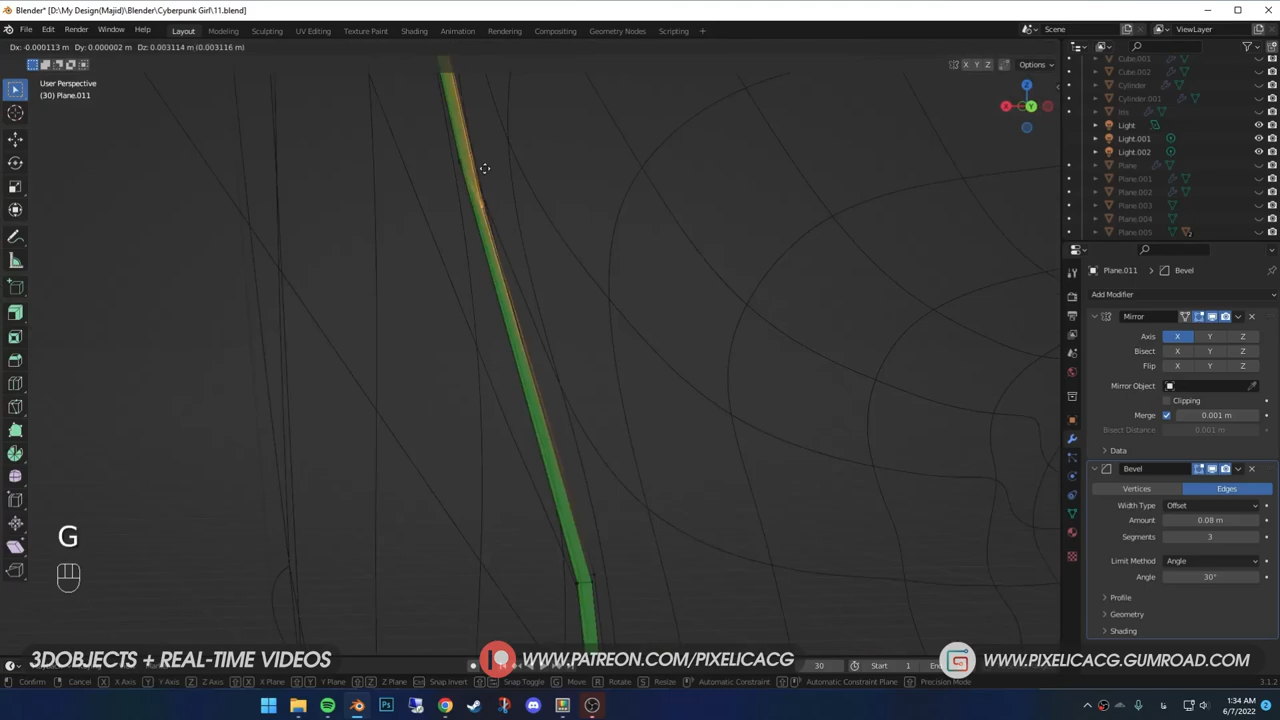 Blender* [D:\My Design(Majid)\Blender\Cyberpunk Girl\11.blend]
File Edit Render Window Help Layout Modeling Sculpting UV Editing Texture Paint Shading Animation Rendering Compositing Geometry Nodes Scripting + Scene ViewLayer
Dx: -0.000113 m Dy: 0.000002 m Dz: 0.003114 m (0.003116 m)
X Y Z Options
User Perspective
(30) Plane.011
Z
X Y
Cube.001
Cube.002
Cylinder
Cylinder.001
Iris
Light
Light.001
Light.002
Plane
Plane.001
Plane.002
Plane.003
Plane.004
Plane.005 2
Plane.011 > Bevel
Add Modifier
Mirror
Axis X Y Z
Bisect X Y Z
Flip X Y Z
Mirror Object
Clipping
Merge 0.001 m
Bisect Distance 0.001 m
Data
Bevel
Vertices Edges
Width Type Offset
Amount 0.08 m
Segments 3
Limit Method Angle
Angle 30°
Profile
Geometry
Shading
G
3DOBJECTS + REAL-TIME VIDEOS WWW.PATREON.COM/PIXELICACG WWW.PIXELICACG.GUMROAD.COM
30 Start 1
Confirm Cancel X X Axis Y Y Axis Z Z Axis X X Plane Y Y Plane Z Z Plane Snap Invert Snap Toggle G Move R Rotate S Resize Automatic Constraint Automatic Constraint Plane Precision Mode 3.1.2
1:34 AM
6/7/2022